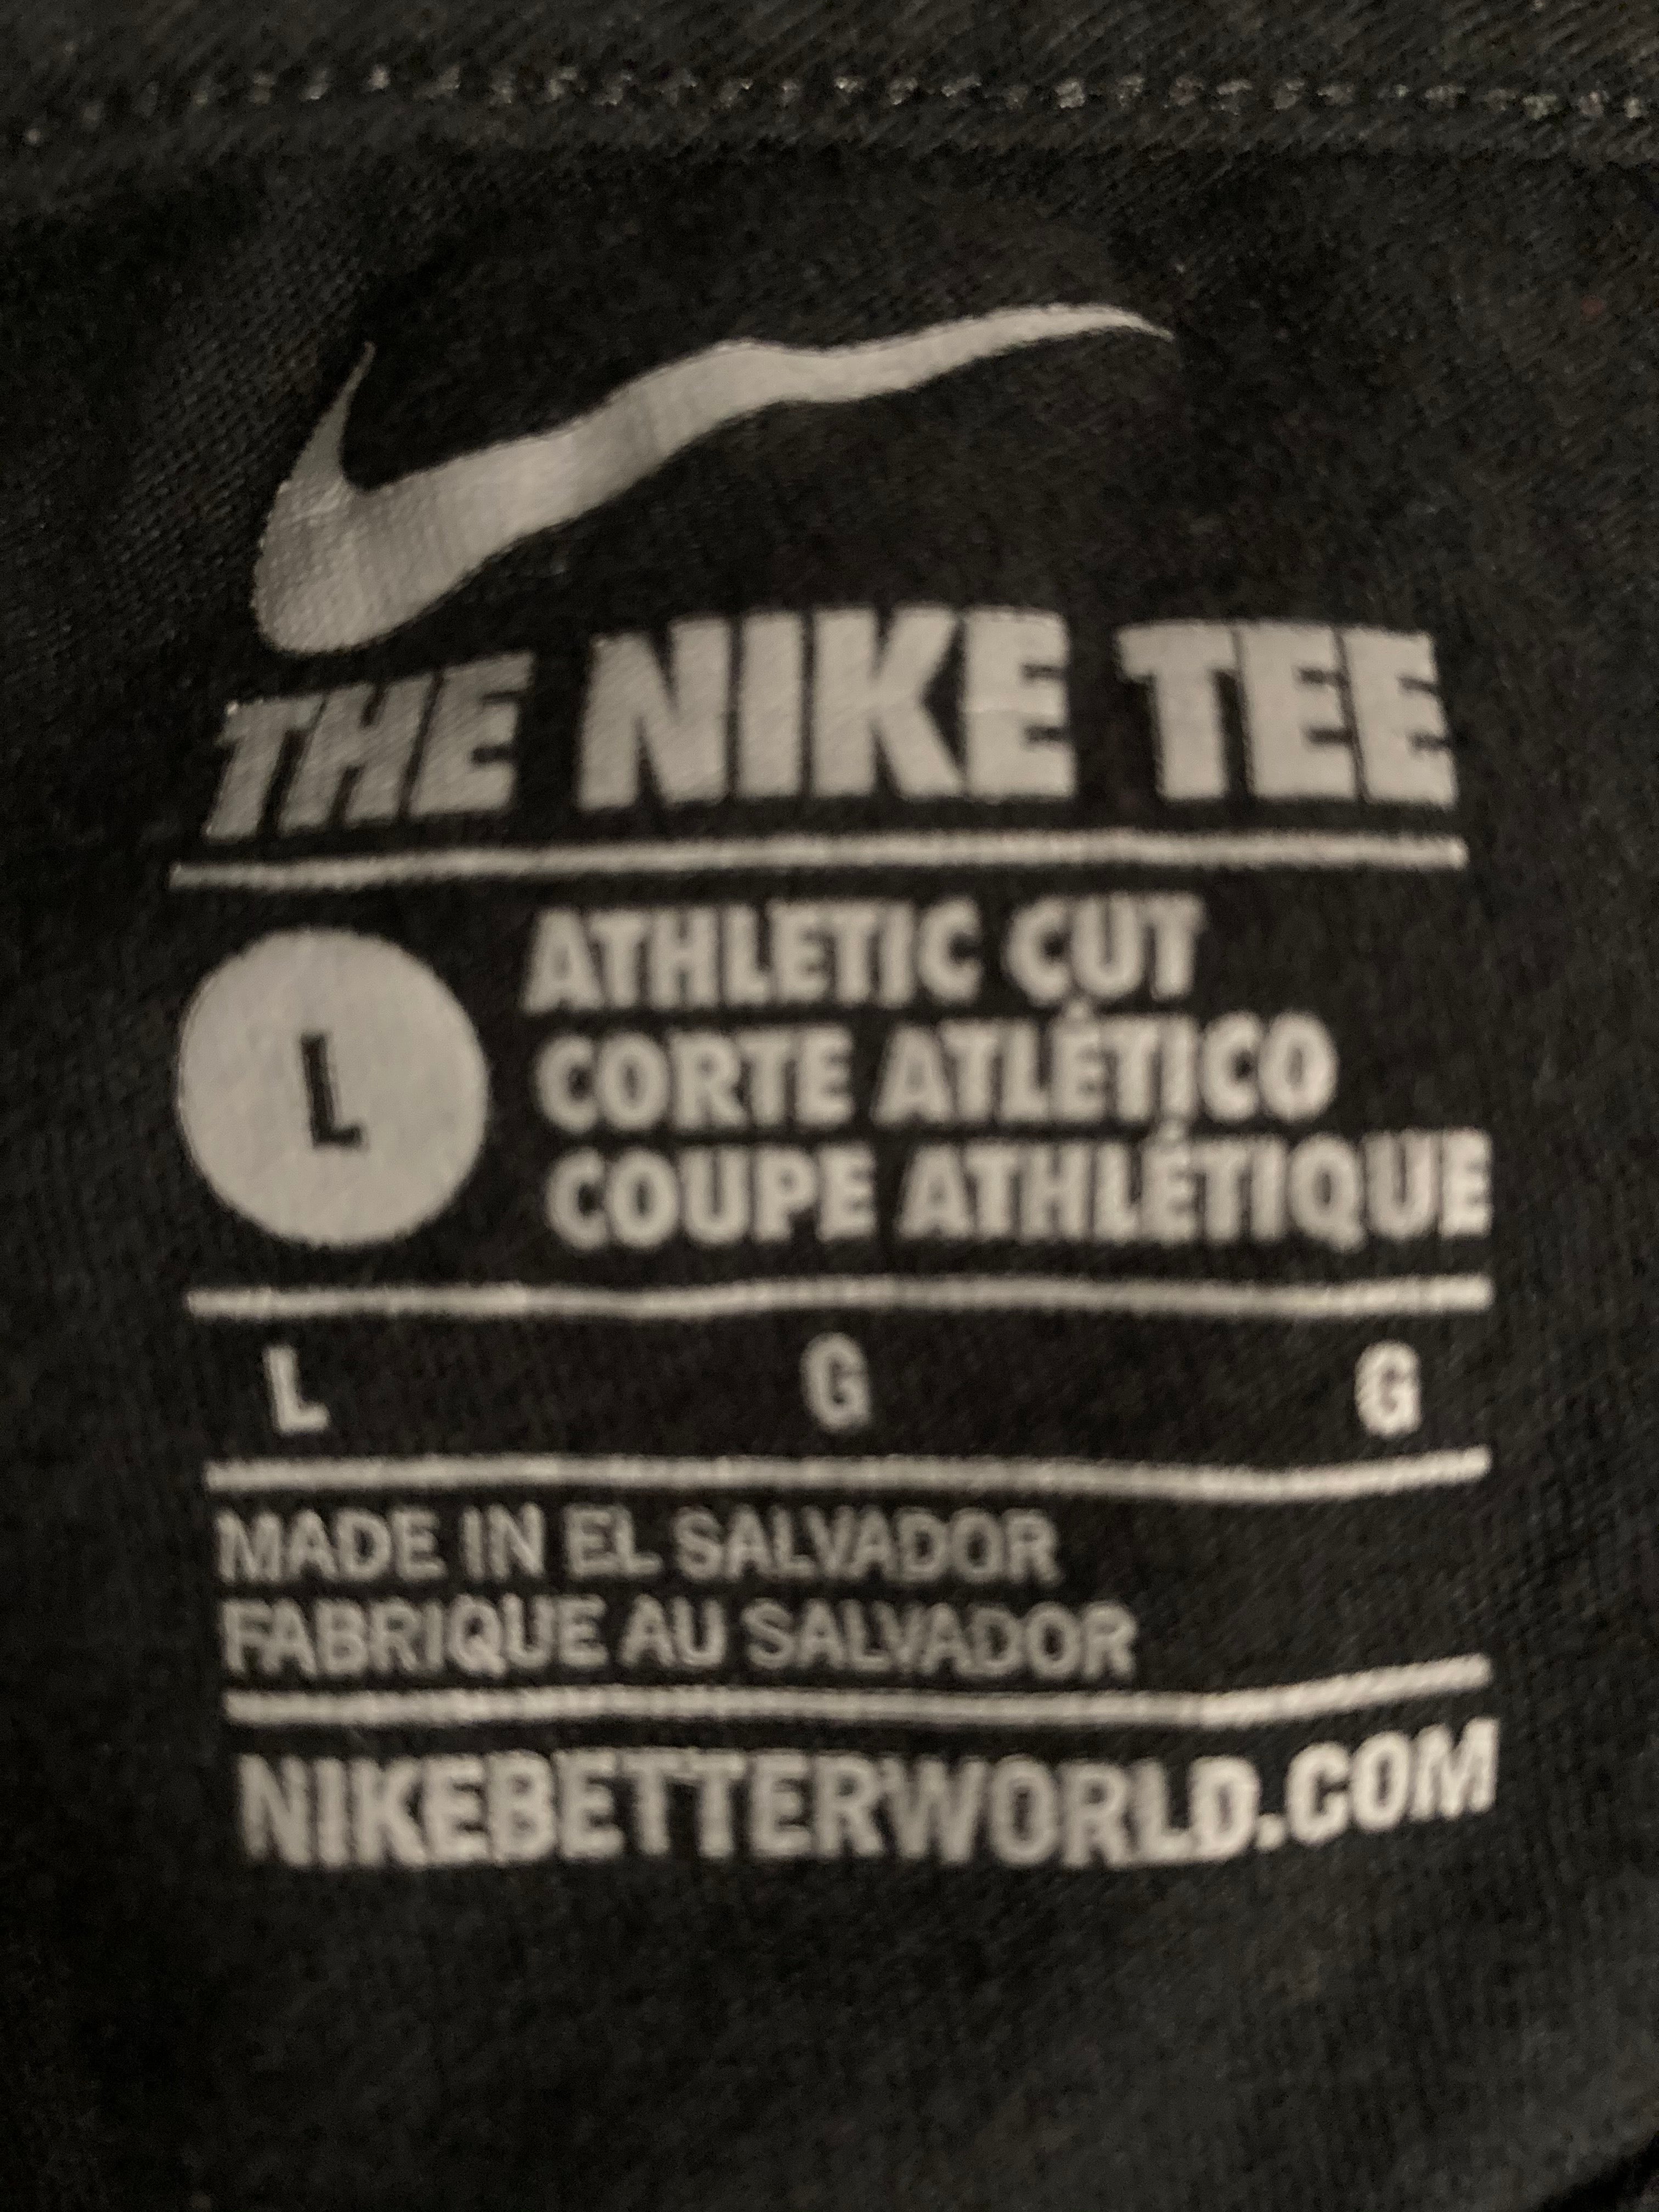 THE NIKE TEE
L
ATHLETIC CUT
CORTE ATLÉTICO
COUPE ATHLÉTIQUE
L G G
MADE IN EL SALVADOR
FABRIQUE AU SALVADOR
NIKEBETTERWORLD.COM